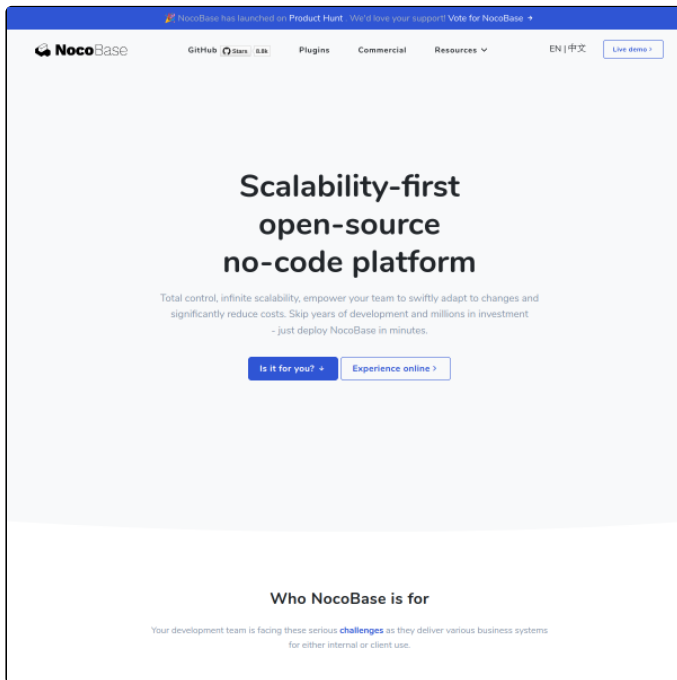 🎉 NocoBase has launched on Product Hunt . We'd love your support! Vote for NocoBase →
NocoBase
GitHub Stars 8.8k Plugins Commercial Resources EN | 中文 Live demo ›
Scalability-first
open-source
no-code platform
Total control, infinite scalability, empower your team to swiftly adapt to changes and
significantly reduce costs. Skip years of development and millions in investment
- just deploy NocoBase in minutes.
Is it for you? ↓ Experience online ›
Who NocoBase is for
Your development team is facing these serious challenges as they deliver various business systems
for either internal or client use.